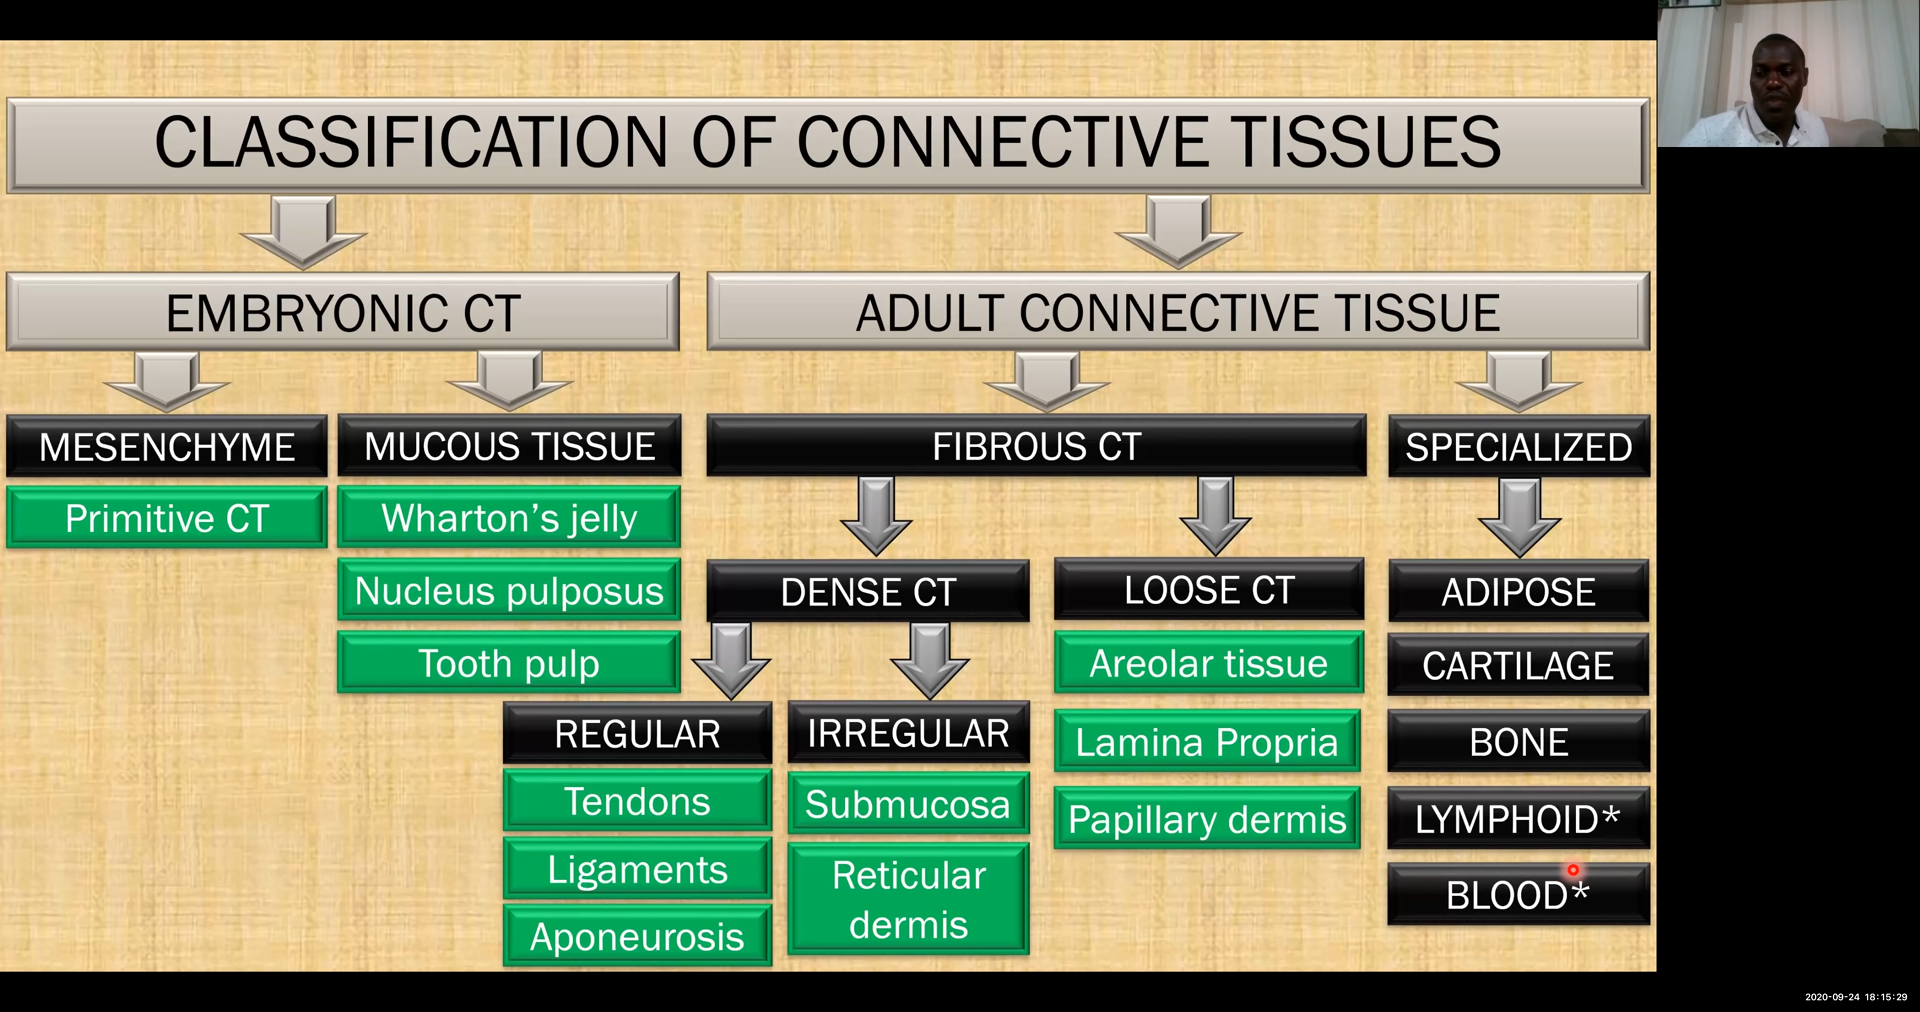 CLASSIFICATION OF CONNECTIVE TISSUES
EMBRYONIC CT
ADULT CONNECTIVE TISSUE
MESENCHYME
MUCOUS TISSUE
FIBROUS CT
SPECIALIZED
Primitive CT
Wharton’s jelly
Nucleus pulposus
Tooth pulp
DENSE CT
LOOSE CT
ADIPOSE
Areolar tissue
CARTILAGE
REGULAR
IRREGULAR
Lamina Propria
BONE
Tendons
Submucosa
Papillary dermis
LYMPHOID*
Ligaments
Reticular
dermis
BLOOD*
Aponeurosis
2020-09-24 18:15:29